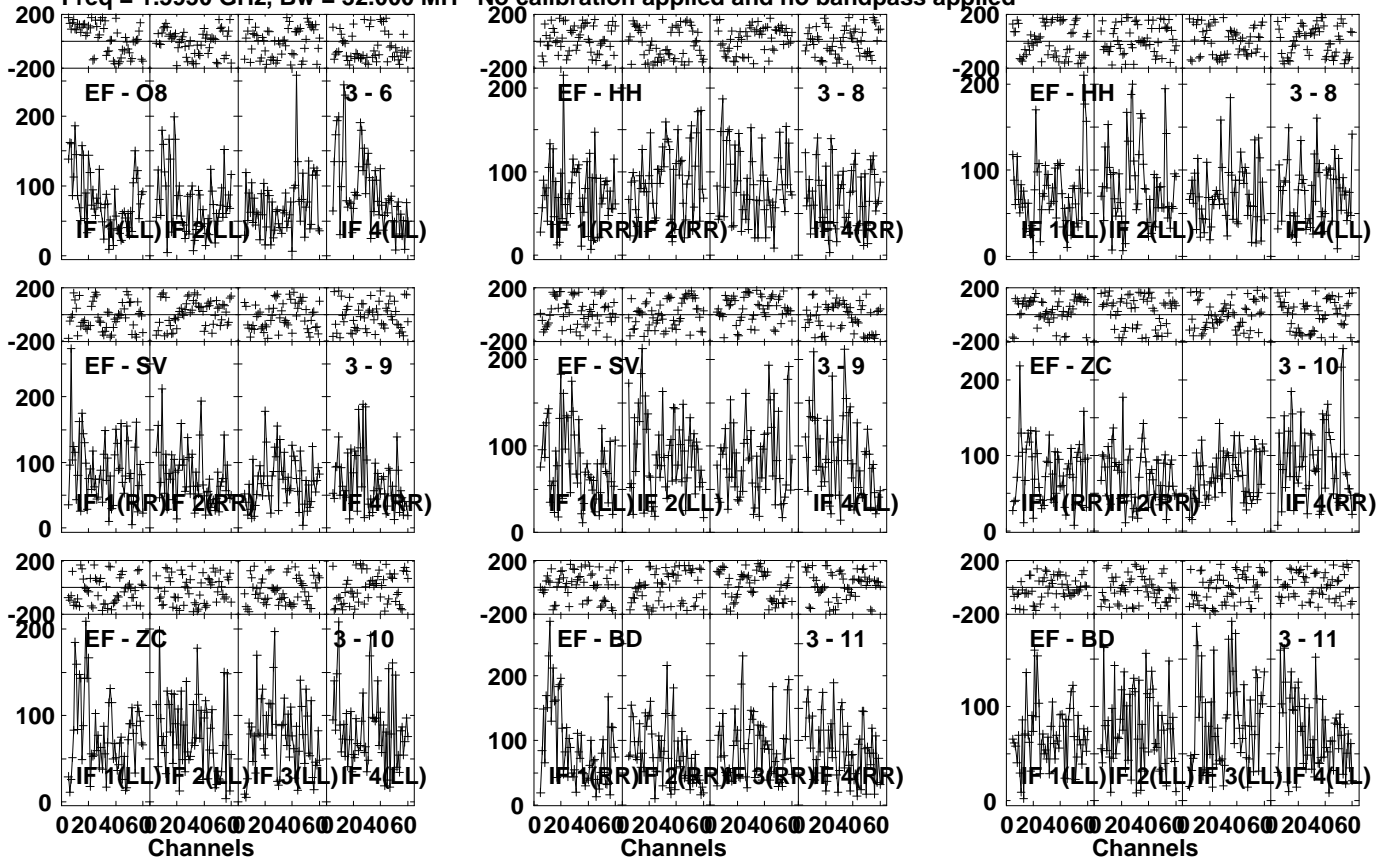 Freq = 1.5950 GHz, Bw = 32.000 MH No calibration applied and no bandpass applied
200
-200
EF - O8 3 - 6
200
100
0
IF 1(LL) IF 2(LL) IF 4(LL)
200
-200
EF - HH 3 - 8
200
100
0
IF 1(RR) IF 2(RR) IF 4(RR)
200
-200
EF - HH 3 - 8
200
100
0
IF 1(LL) IF 2(LL) IF 4(LL)
200
-200
EF - SV 3 - 9
200
100
0
IF 1(RR) IF 2(RR) IF 4(RR)
200
-200
EF - SV 3 - 9
200
100
0
IF 1(LL) IF 2(LL) IF 4(LL)
200
-200
EF - ZC 3 - 10
200
100
0
IF 1(RR) IF 2(RR) IF 4(RR)
200
-200
EF - ZC 3 - 10
200
100
0
IF 1(LL) IF 2(LL) IF 3(LL) IF 4(LL)
0 20 40 60 0 20 40 60 0 20 40 60 0 20 40 60
Channels
200
-200
EF - BD 3 - 11
200
100
0
IF 1(RR) IF 2(RR) IF 3(RR) IF 4(RR)
0 20 40 60 0 20 40 60 0 20 40 60 0 20 40 60
Channels
200
-200
EF - BD 3 - 11
200
100
0
IF 1(LL) IF 2(LL) IF 3(LL) IF 4(LL)
0 20 40 60 0 20 40 60 0 20 40 60 0 20 40 60
Channels